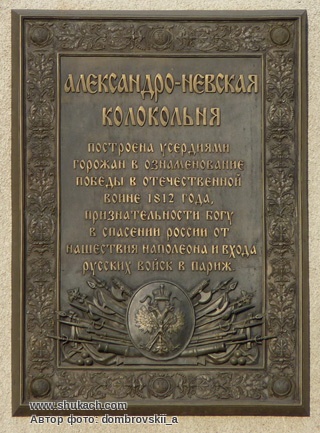 АЛЕКСАНДРО-НЕВСКАЯ
КОЛОКОЛЬНЯ
ПОСТРОЕНА УСЕРДИЯМИ
ГОРОЖАН В ОЗНАМЕНОВАНИЕ
ПОБЕДЫ В ОТЕЧЕСТВЕННОЙ
ВОЙНЕ 1812 ГОДА,
ПРИЗНАТЕЛЬНОСТИ БОГУ
В СПАСЕНИИ РОССИИ ОТ
НАШЕСТВИЯ НАПОЛЕОНА И ВХОДА
РУССКИХ ВОЙСК В ПАРИЖ
www.shukach.com
Автор фото: dombrovskii_a